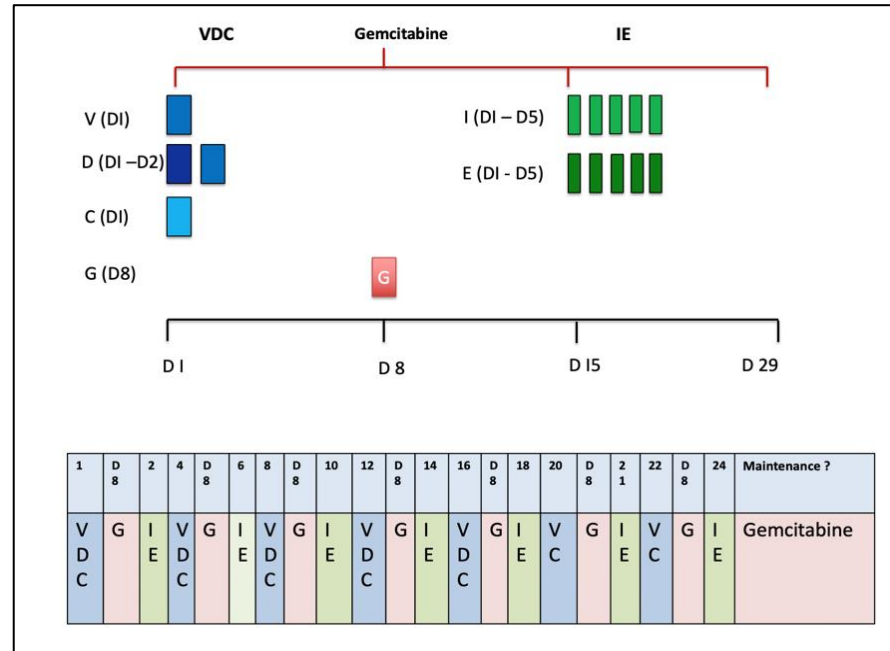 VDC Gemcitabine IE
V (DI) I (DI – D5)
D (DI –D2) E (DI - D5)
C (DI)
G (D8) G
D I D 8 D I5 D 29
1 D 8 2 4 D 8 6 8 D 8 10 12 D 8 14 16 D 8 18 20 D 8 2 1 22 D 8 24 Maintenance ?
V D C G I E V D C G I E V D C G I E V D C G I E V D C G I E V C G I E V C G I E Gemcitabine